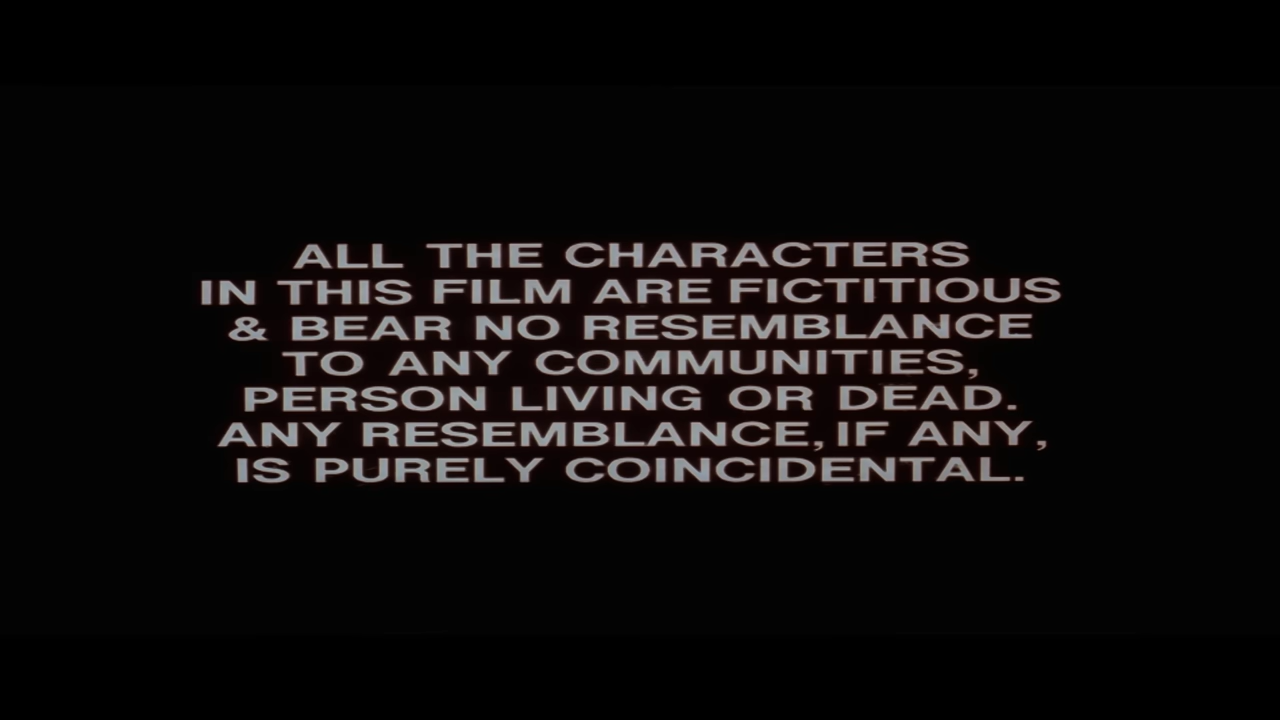 ALL THE CHARACTERS
IN THIS FILM ARE FICTITIOUS
& BEAR NO RESEMBLANCE
TO ANY COMMUNITIES,
PERSON LIVING OR DEAD.
ANY RESEMBLANCE, IF ANY,
IS PURELY COINCIDENTAL.